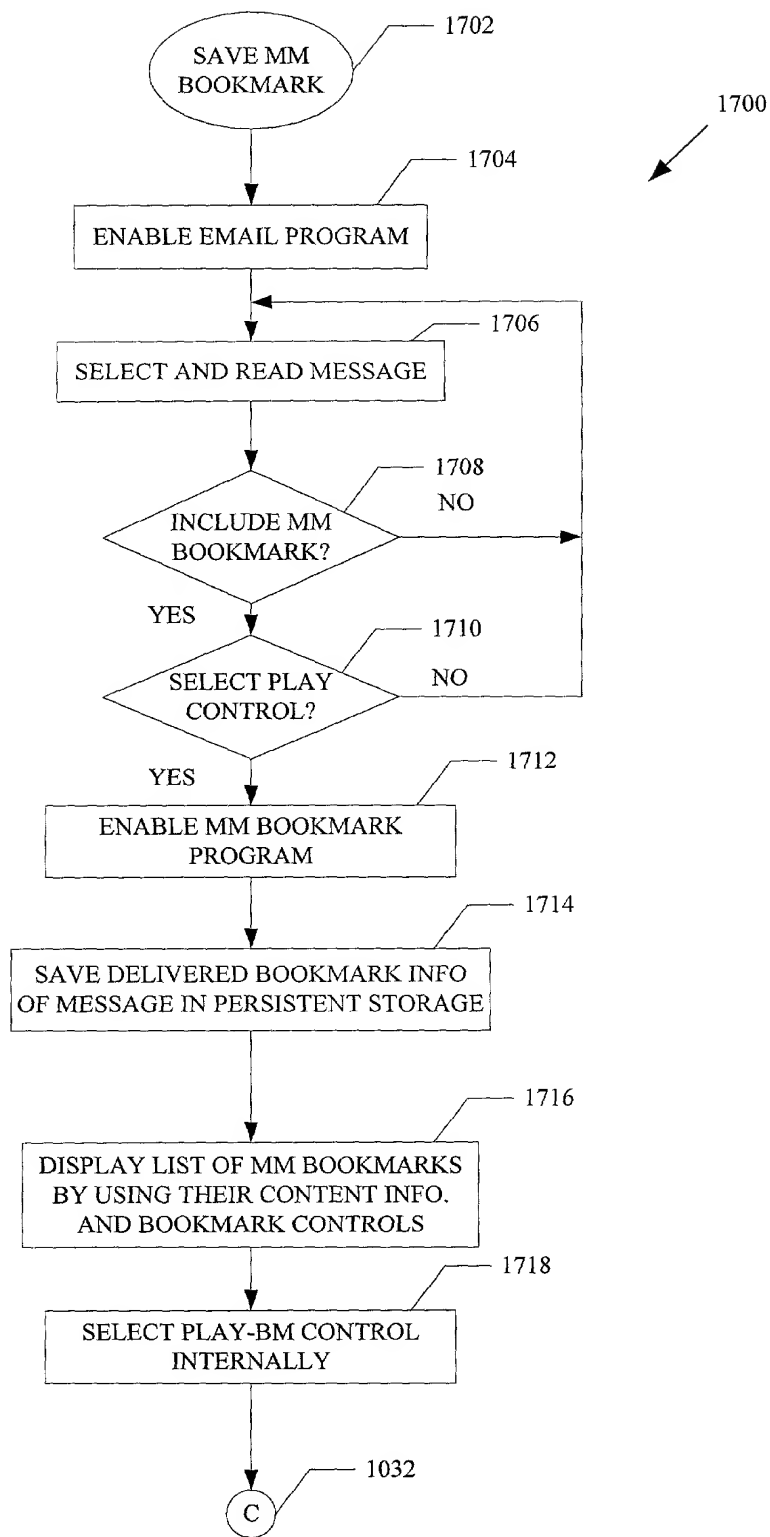 SAVE MM
BOOKMARK
1702
1700
1704
ENABLE EMAIL PROGRAM
1706
SELECT AND READ MESSAGE
1708
INCLUDE MM
BOOKMARK?
NO
YES
1710
SELECT PLAY
CONTROL?
NO
YES
1712
ENABLE MM BOOKMARK
PROGRAM
1714
SAVE DELIVERED BOOKMARK INFO
OF MESSAGE IN PERSISTENT STORAGE
1716
DISPLAY LIST OF MM BOOKMARKS
BY USING THEIR CONTENT INFO.
AND BOOKMARK CONTROLS
1718
SELECT PLAY-BM CONTROL
INTERNALLY
1032
C